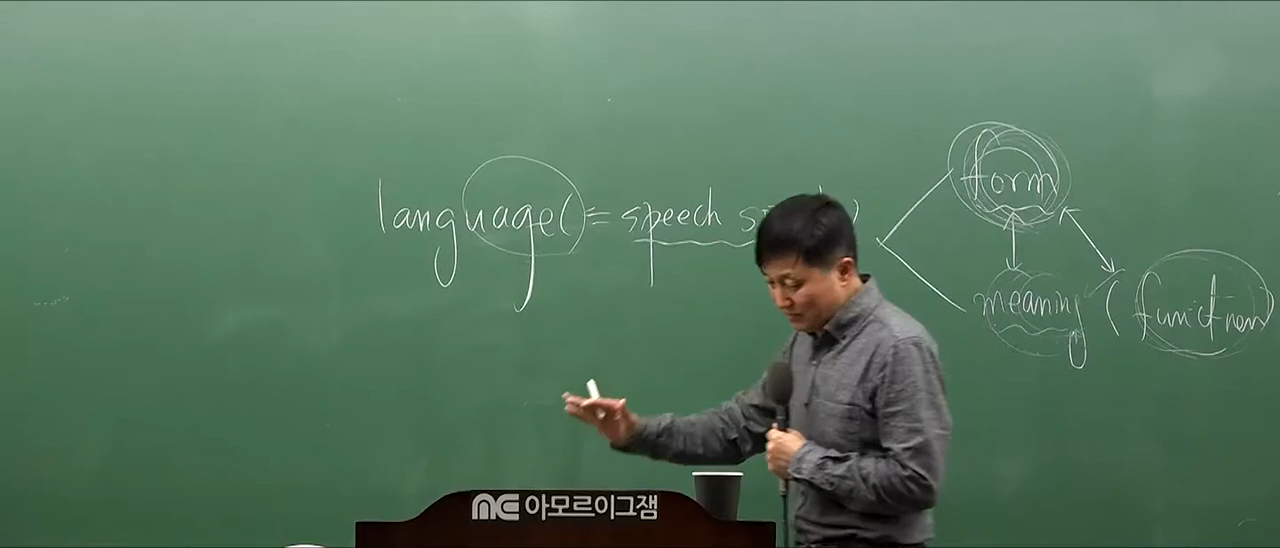 form
language(= speech s
meaning (function
아모르이그잼